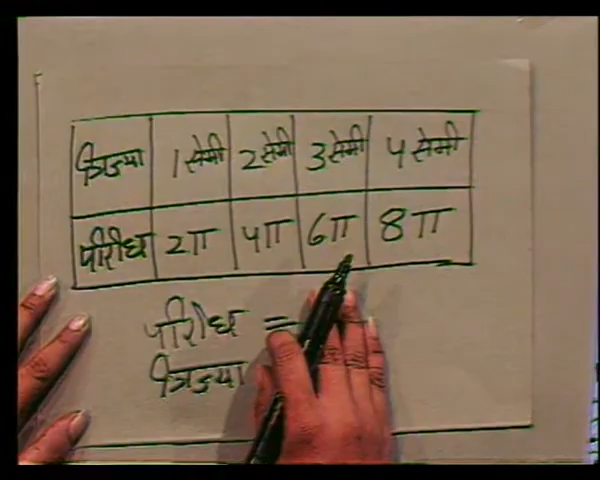 त्रिज्या 1 सेमी 2 सेमी 3 सेमी 4 सेमी
परिधि 2π 4π 6π 8π
परिधि =
त्रिज्या